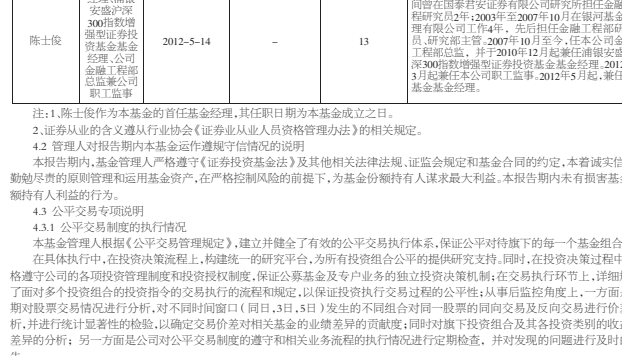 经理、浦银
安盛沪深
300指数增
强型证券投
资基金基金
经理、公司
金融工程部
总监兼公司
职工监事
陈士俊
2012-5-14
-
13
间曾在国泰君安证券有限公司研究所担任金融
程研究员2年;2003年至2007年10月在银河基金
理有限公司工作4年,先后担任金融工程部研
员、研究部主管。2007年10月至今,任本公司金
工程部总监,并于2010年12月起兼任浦银安盛
深300指数增强型证券投资基金基金经理。2012
3月起兼任本公司职工监事。2012年5月起,兼任
基金基金经理。
注:1、陈士俊作为本基金的首任基金经理,其任职日期为本基金成立之日。
2、证券从业的含义遵从行业协会《证券业从业人员资格管理办法》的相关规定。
4.2 管理人对报告期内本基金运作遵规守信情况的说明
本报告期内,基金管理人严格遵守《证券投资基金法》及其他相关法律法规、证监会规定和基金合同的约定,本着诚实信
勤勉尽责的原则管理和运用基金资产,在严格控制风险的前提下,为基金份额持有人谋求最大利益。本报告期内未有损害基
额持有人利益的行为。
4.3 公平交易专项说明
4.3.1 公平交易制度的执行情况
本基金管理人根据《公平交易管理规定》,建立并健全了有效的公平交易执行体系,保证公平对待旗下的每一个基金组合
在具体执行中,在投资决策流程上,构建统一的研究平台,为所有投资组合公平的提供研究支持。同时,在投资决策过程中
格遵守公司的各项投资管理制度和投资授权制度,保证公募基金及专户业务的独立投资决策机制;在交易执行环节上,详细规
了面对多个投资组合的投资指令的交易执行的流程和规定,以保证投资执行交易过程的公平性;从事后监控角度上,一方面是
期对股票交易情况进行分析,对不同时间窗口(同日,3日,5日)发生的不同组合对同一股票的同向交易及反向交易进行价差
析,并进行统计显著性的检验,以确定交易价差对相关基金的业绩差异的贡献度;同时对旗下投资组合及其各投资类别的收益
差异的分析;另一方面是公司对公平交易制度的遵守和相关业务流程的执行情况进行定期检查,并对发现的问题进行及时的